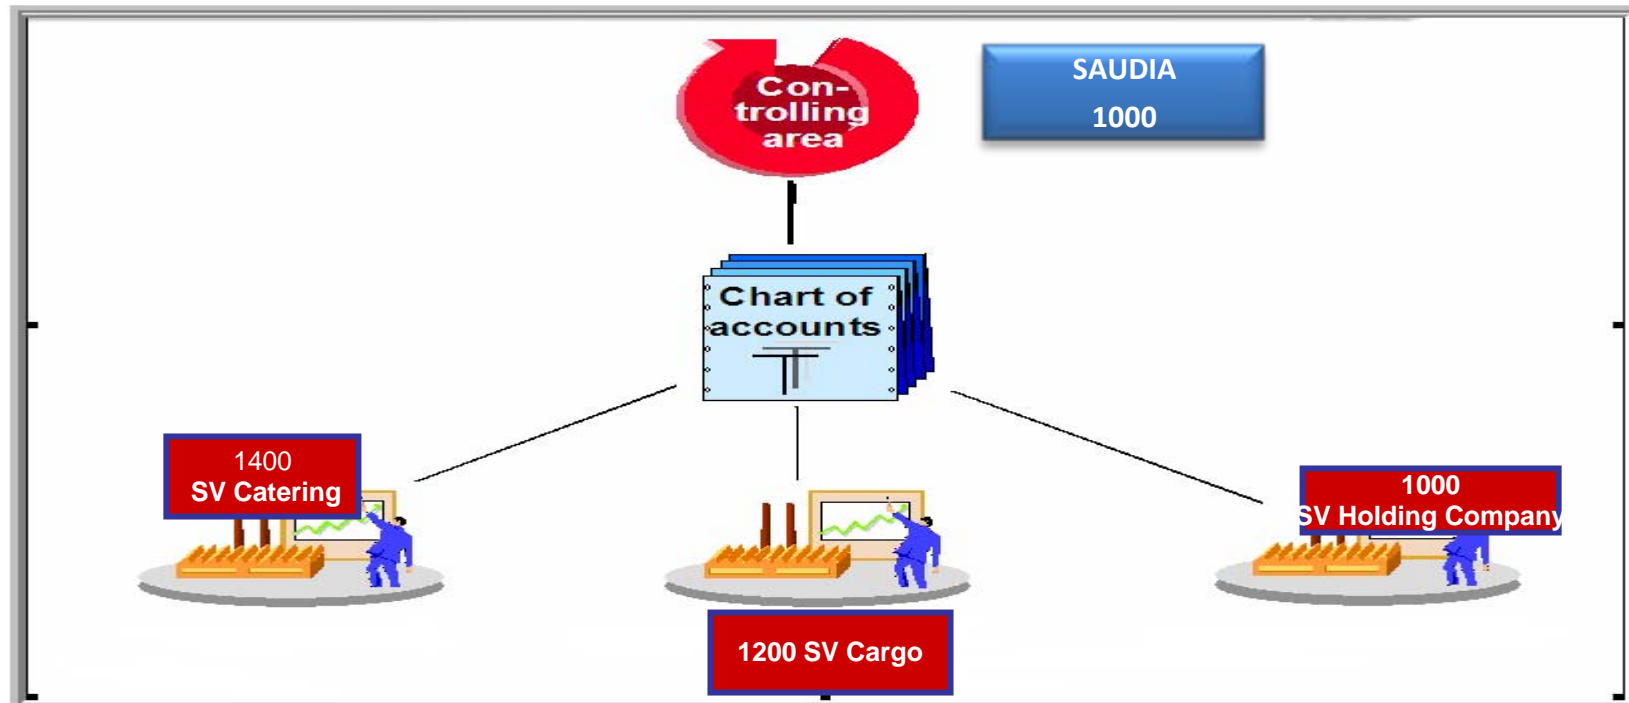 Con-
trolling
area
SAUDIA
1000
Chart of
accounts
1400
SV Catering
1000
SV Holding Company
1200 SV Cargo